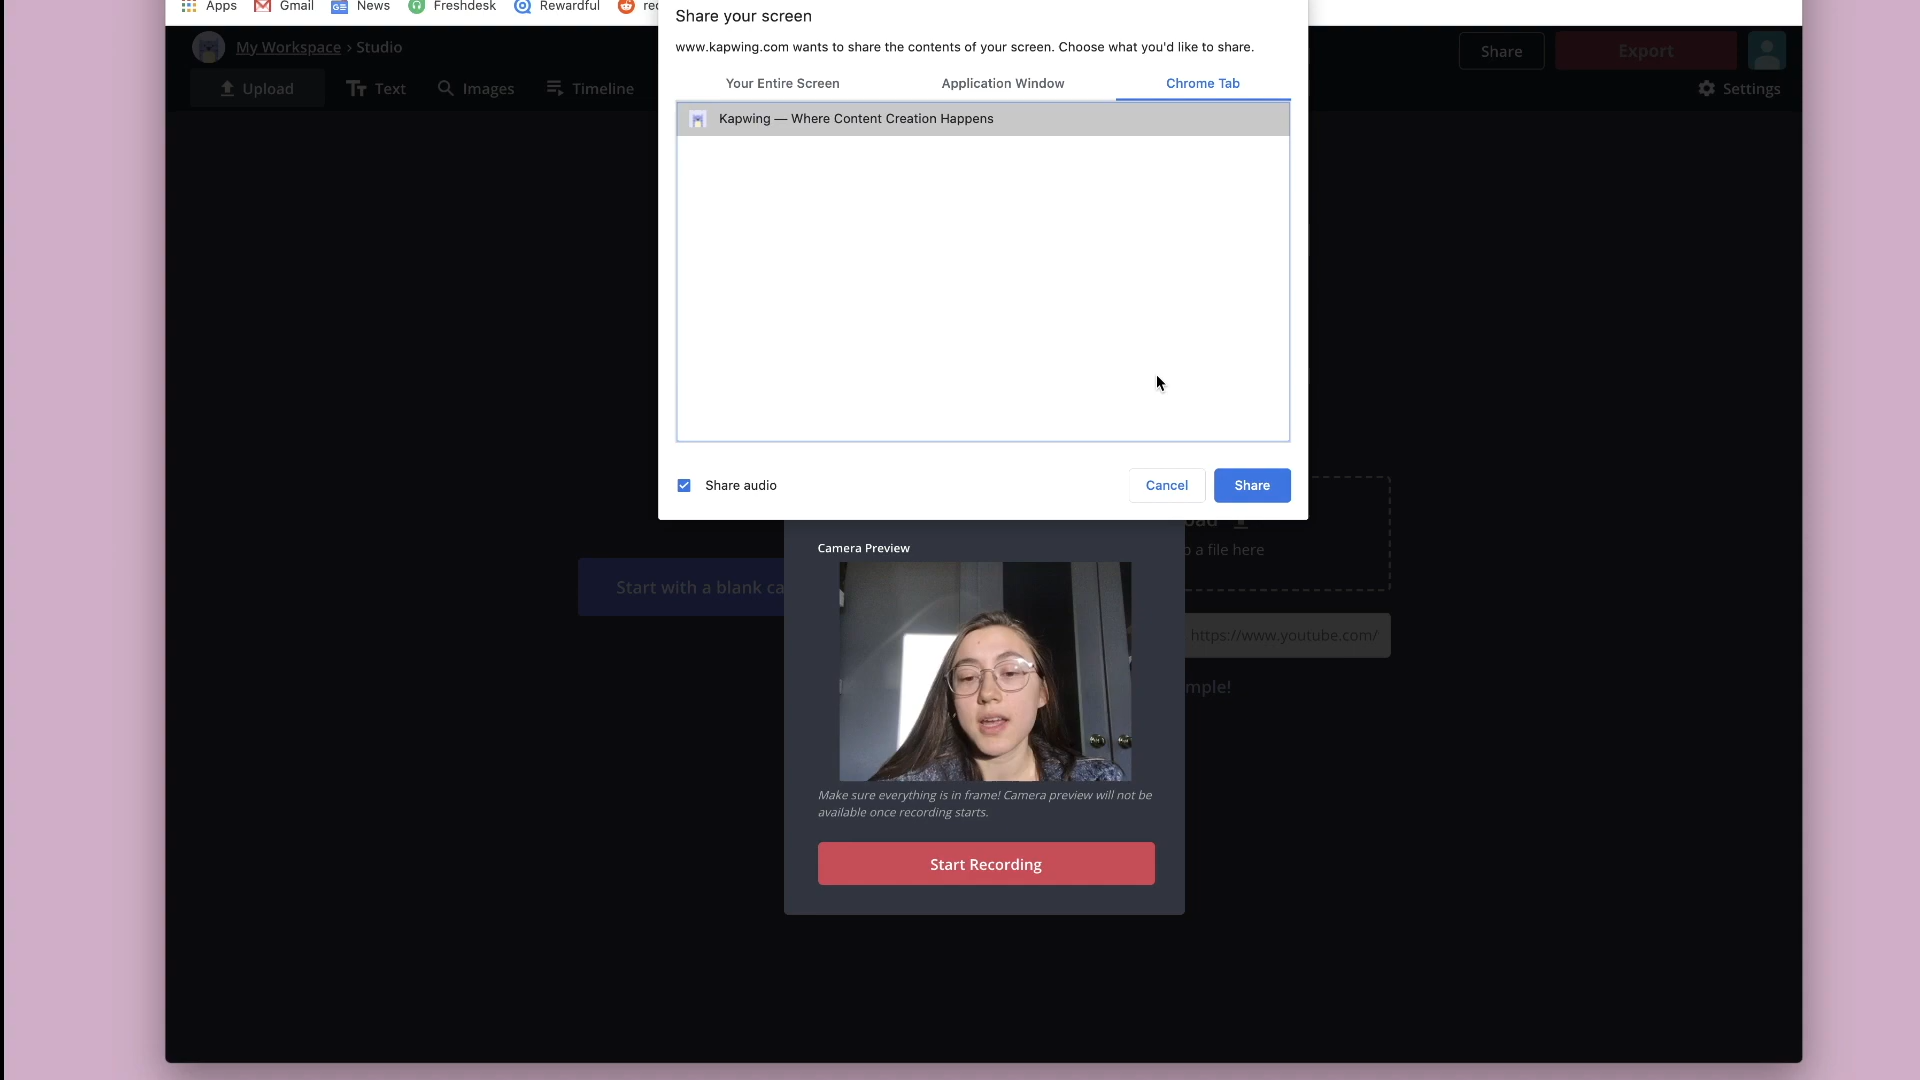 Apps Gmail News Freshdesk Rewardful
Share your screen
www.kapwing.com wants to share the contents of your screen. Choose what you'd like to share.
My Workspace › Studio
Share Export
Your Entire Screen Application Window Chrome Tab
Upload Text Images Timeline
Settings
Kapwing — Where Content Creation Happens
Share audio Cancel Share
Camera Preview
a file here
Start with a blank
https://www.youtube.com/
Make sure everything is in frame! Camera preview will not be
available once recording starts.
Start Recording